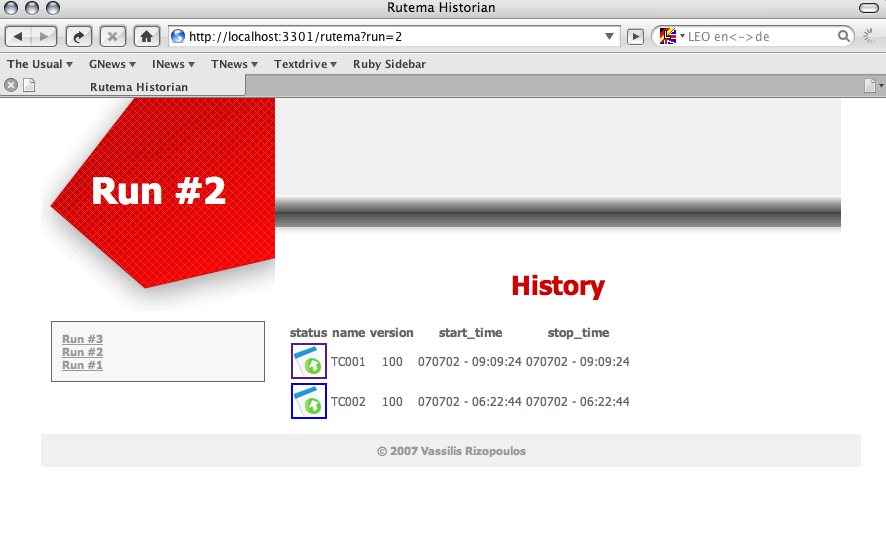 Rutema Historian
http://localhost:3301/rutema?run=2
LEO en<->de
The Usual GNews INews TNews Textdrive Ruby Sidebar
Rutema Historian
Run #2
History
Run #3
Run #2
Run #1
status name version start_time stop_time
TC001 100 070702 - 09:09:24 070702 - 09:09:24
TC002 100 070702 - 06:22:44 070702 - 06:22:44
© 2007 Vassilis Rizopoulos